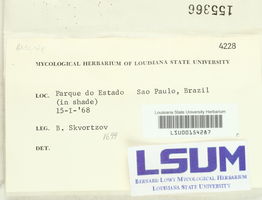 155366
4228
MYCOLOGICAL HERBARIUM OF LOUISIANA STATE UNIVERSITY
LOC. Parque do Estado Sao Paulo, Brazil
(in shade)
15-I-'68
Louisiana State University Herbarium
LSU00154287
LEG. B. Skvortzov
1699
DET.
LSUM
BERNARD LOWY MYCOLOGICAL HERBARIUM
LOUISIANA STATE UNIVERSITY